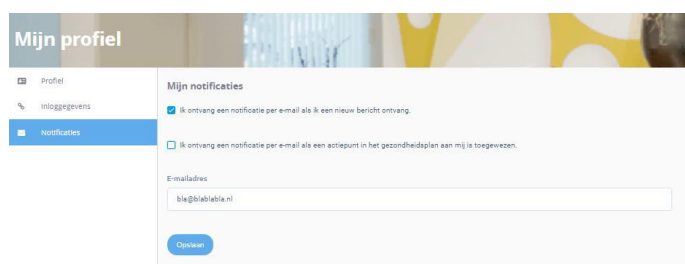 Mijn profiel
Profiel
Inloggegevens
Notificaties
Mijn notificaties
Ik ontvang een notificatie per e-mail als ik een nieuw bericht ontvang.
Ik ontvang een notificatie per e-mail als een actiepunt in het gezondheidsplan aan mij is toegewezen.
E-mailadres
bla@blablabla.nl
Opslaan